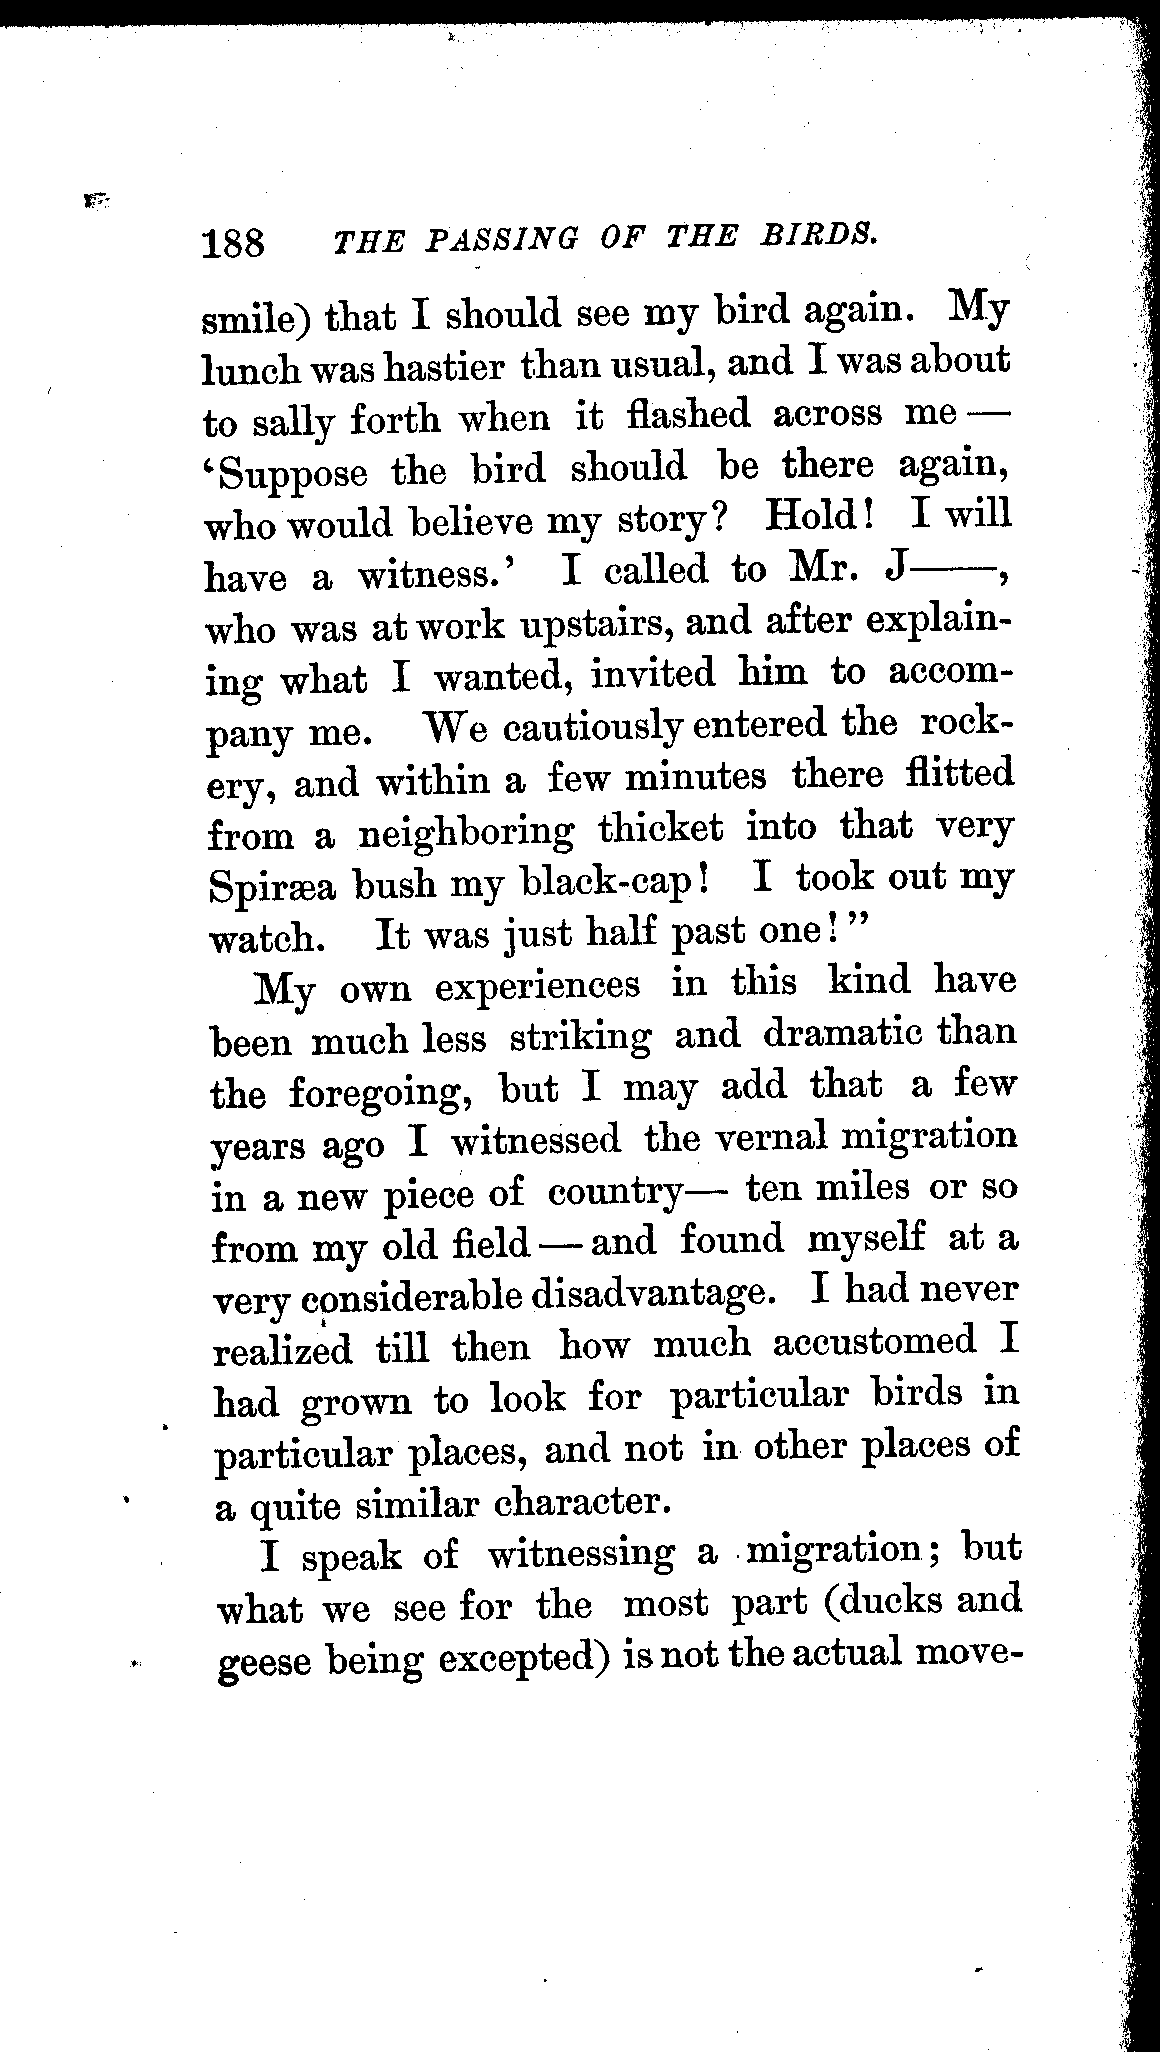 188 THE PASSING OF THE BIRDS.
smile) that I should see my bird again. My
lunch was hastier than usual, and I was about
to sally forth when it flashed across me —
‘Suppose the bird should be there again,
who would believe my story? Hold! I will
have a witness.’ I called to Mr. J——,
who was at work upstairs, and after explain-
ing what I wanted, invited him to accom-
pany me. We cautiously entered the rock-
ery, and within a few minutes there flitted
from a neighboring thicket into that very
Spiræa bush my black-cap! I took out my
watch. It was just half past one!”
My own experiences in this kind have
been much less striking and dramatic than
the foregoing, but I may add that a few
years ago I witnessed the vernal migration
in a new piece of country— ten miles or so
from my old field — and found myself at a
very considerable disadvantage. I had never
realized till then how much accustomed I
had grown to look for particular birds in
particular places, and not in other places of
a quite similar character.
I speak of witnessing a migration; but
what we see for the most part (ducks and
geese being excepted) is not the actual move-